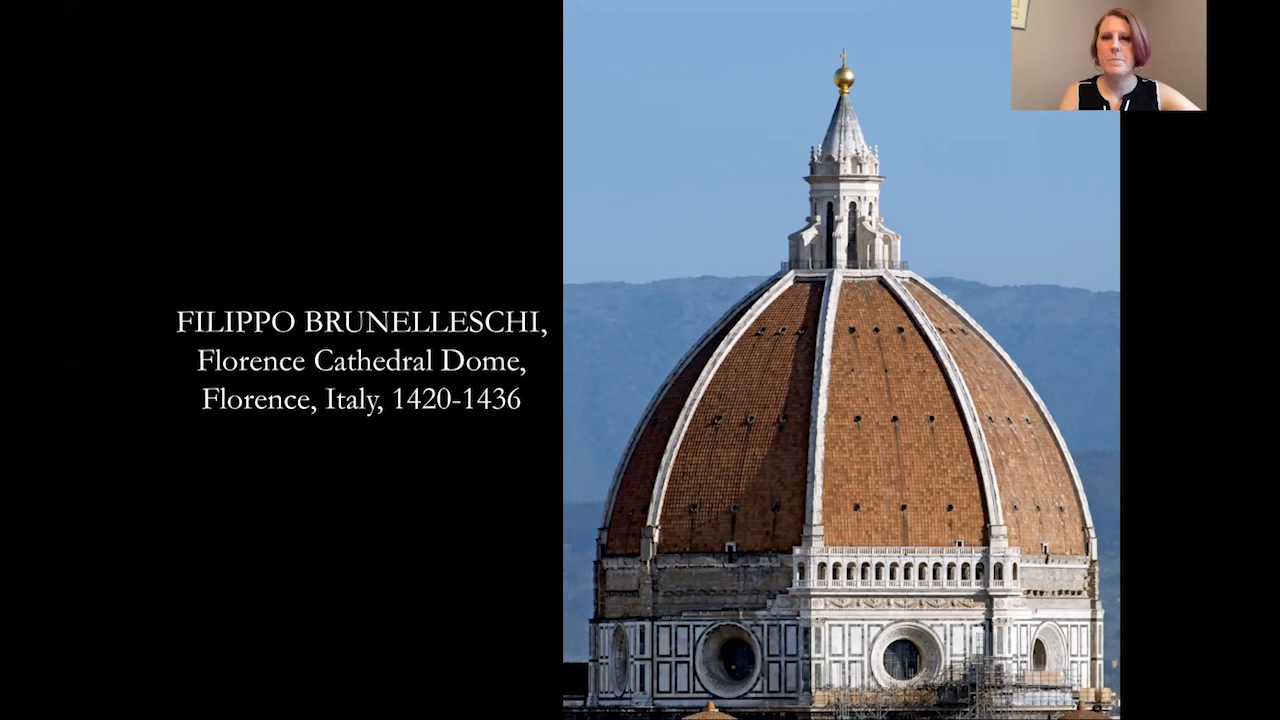 FILIPPO BRUNELLESCHI,
Florence Cathedral Dome,
Florence, Italy, 1420-1436